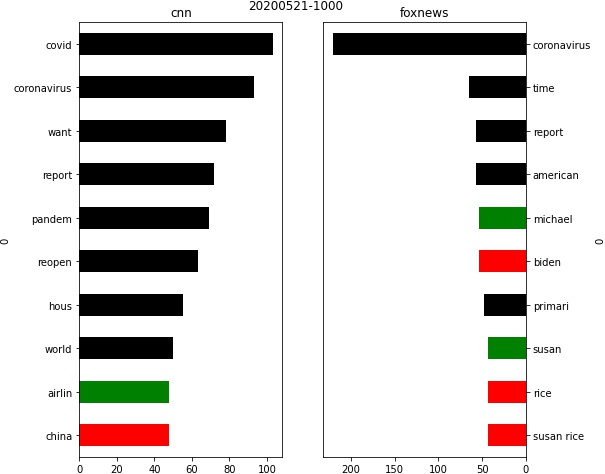 20200521-1000
cnn
foxnews
covid
coronavirus
want
report
pandem
reopen
hous
world
airlin
china
0
0 20 40 60 80 100
coronavirus
time
report
american
michael
biden
primari
susan
rice
susan rice
0
200 150 100 50 0